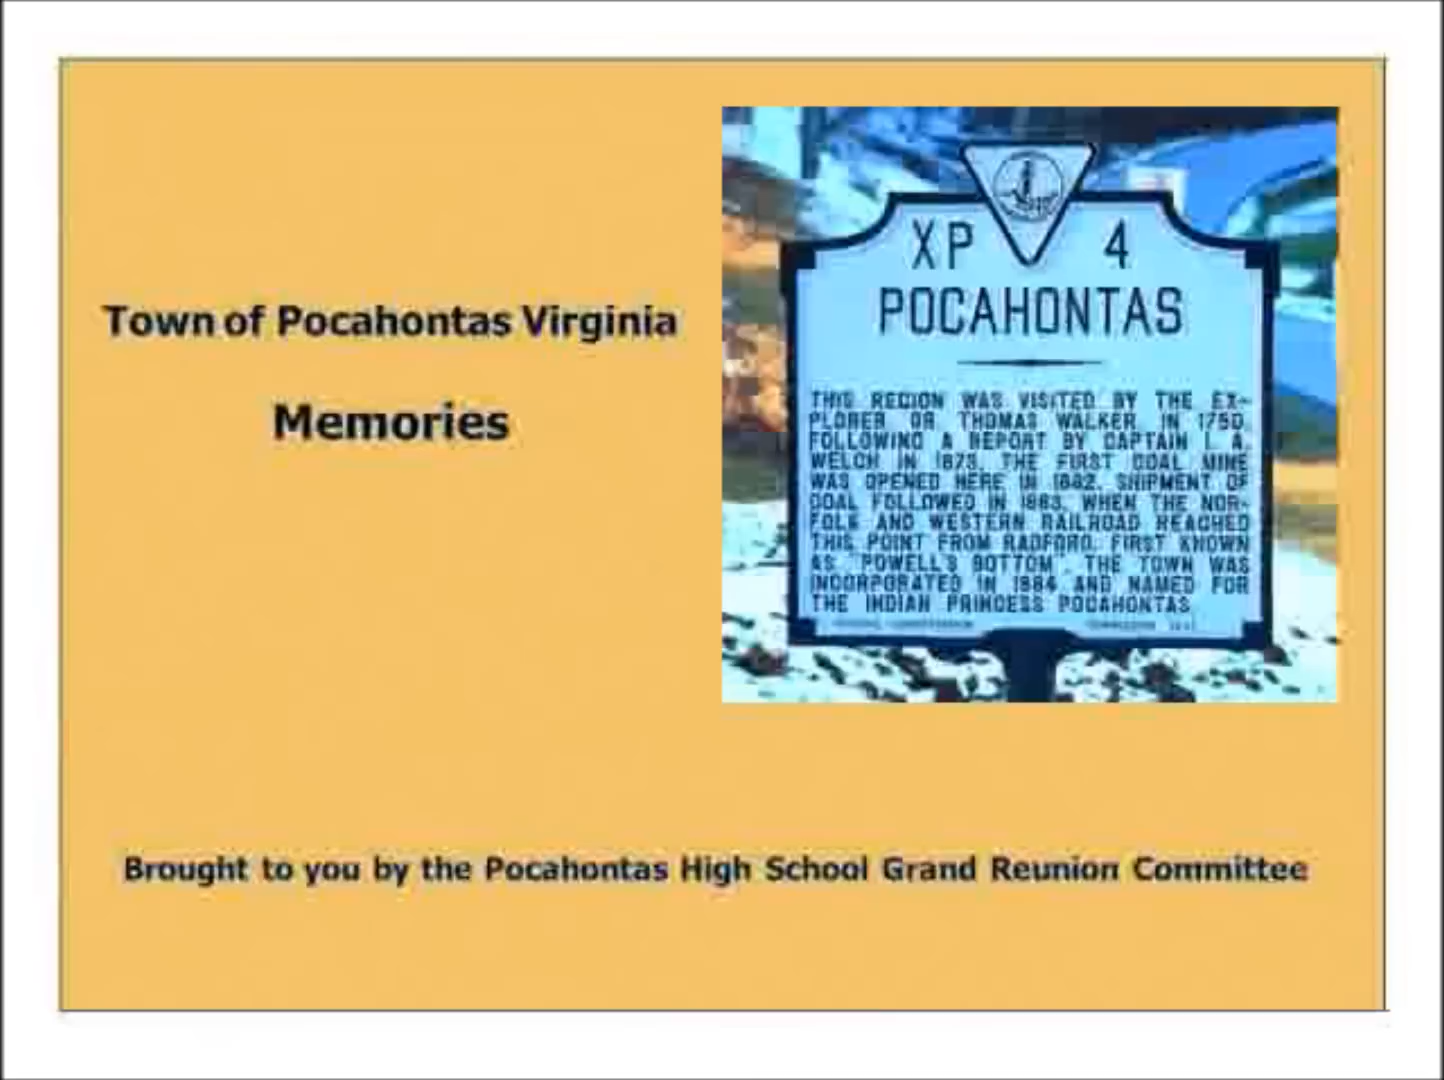 Town of Pocahontas Virginia
Memories
XP 4
POCAHONTAS
THIS REGION WAS VISITED BY THE EX-
PLORER DR THOMAS WALKER IN 1750.
FOLLOWING A REPORT BY CAPTAIN I. A.
WELCH IN 1873, THE FIRST COAL MINE
WAS OPENED HERE IN 1882. SHIPMENT OF
COAL FOLLOWED IN 1883, WHEN THE NOR-
FOLK AND WESTERN RAILROAD REACHED
THIS POINT FROM RADFORD. FIRST KNOWN
AS "POWELL'S BOTTOM", THE TOWN WAS
INCORPORATED IN 1884 AND NAMED FOR
THE INDIAN PRINCESS POCAHONTAS
Brought to you by the Pocahontas High School Grand Reunion Committee